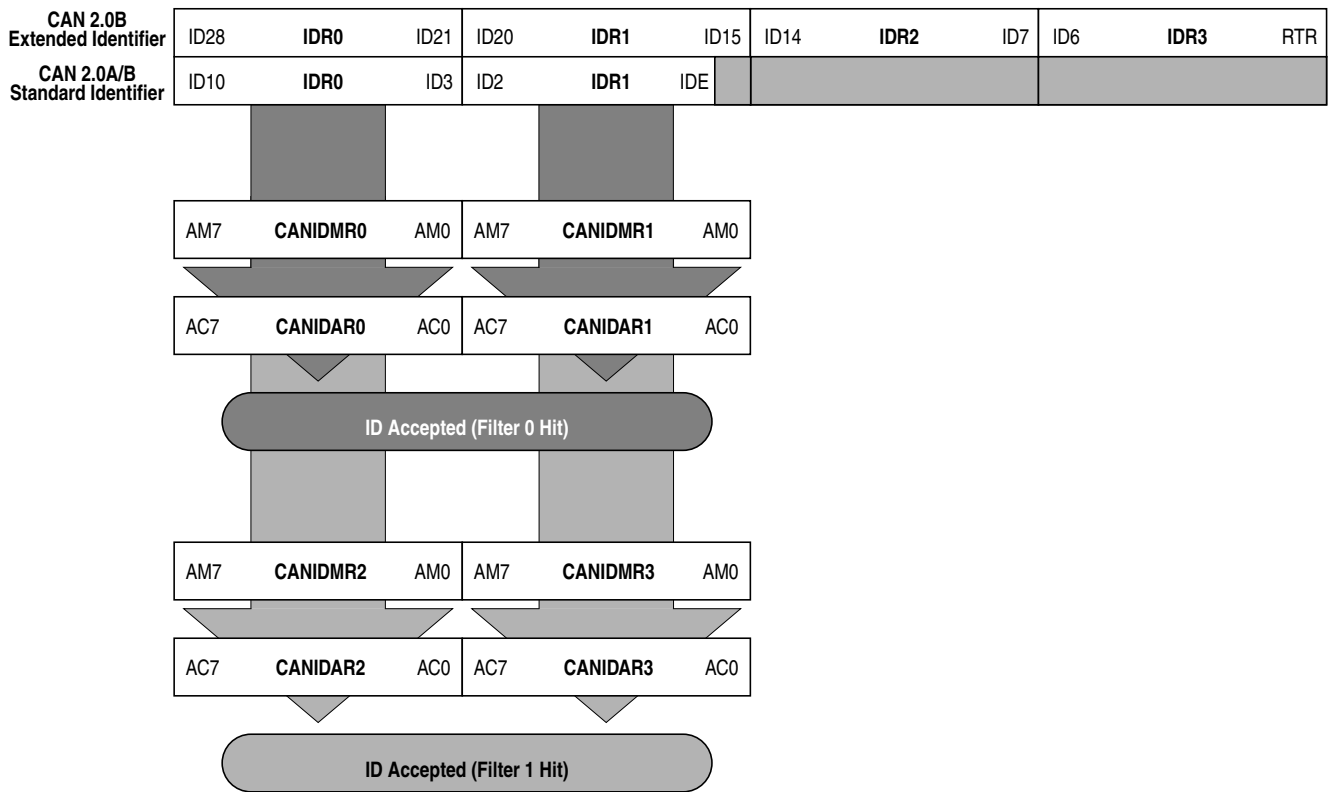 CAN 2.0B
Extended Identifier
ID28 IDR0 ID21 ID20 IDR1 ID15 ID14 IDR2 ID7 ID6 IDR3 RTR
CAN 2.0A/B
Standard Identifier
ID10 IDR0 ID3 ID2 IDR1 IDE
AM7 CANIDMR0 AM0 AM7 CANIDMR1 AM0
AC7 CANIDAR0 AC0 AC7 CANIDAR1 AC0
ID Accepted (Filter 0 Hit)
AM7 CANIDMR2 AM0 AM7 CANIDMR3 AM0
AC7 CANIDAR2 AC0 AC7 CANIDAR3 AC0
ID Accepted (Filter 1 Hit)